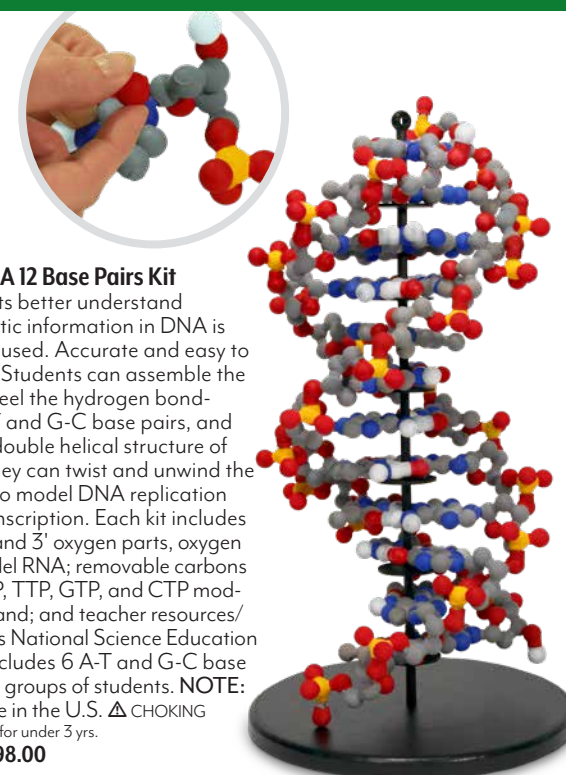 A 12 Base Pairs Kit
ts better understand
tic information in DNA is
used. Accurate and easy to
Students can assemble the
eel the hydrogen bond-
and G-C base pairs, and
double helical structure of
ey can twist and unwind the
o model DNA replication
nscription. Each kit includes
and 3' oxygen parts, oxygen
el RNA; removable carbons
P, TTP, GTP, and CTP mod-
and; and teacher resources/
s National Science Education
cludes 6 A-T and G-C base
groups of students. NOTE:
e in the U.S. ⚠ CHOKING
for under 3 yrs.
98.00